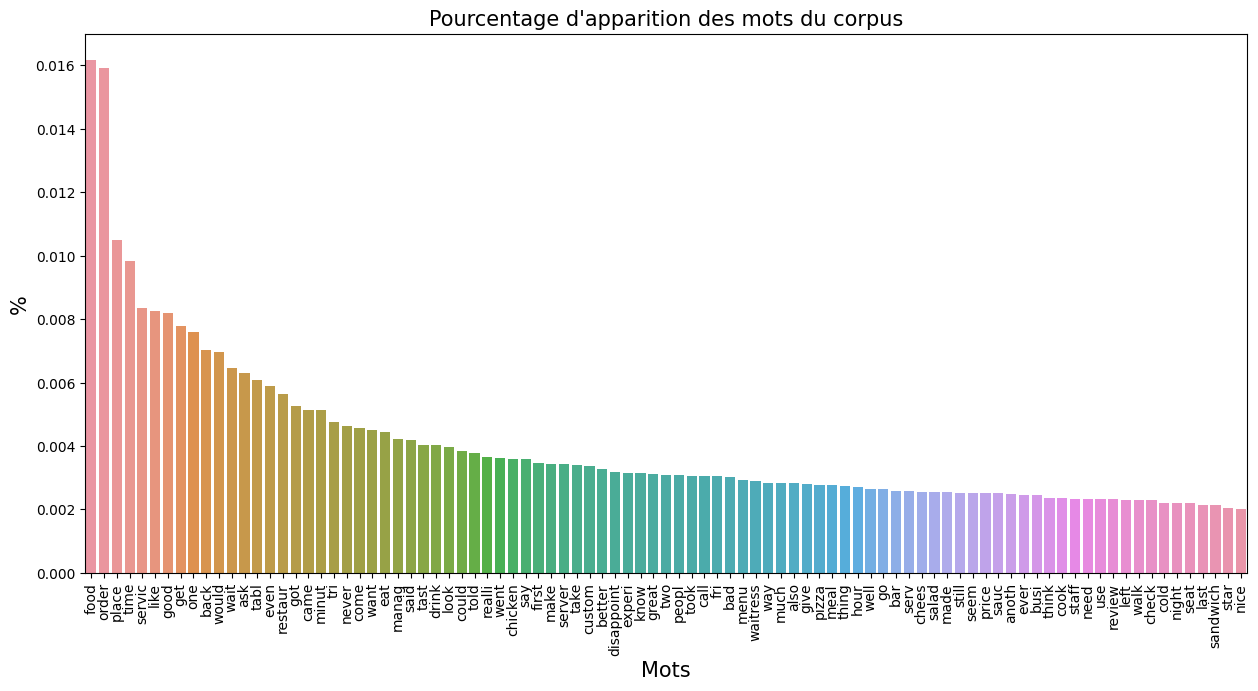 Pourcentage d'apparition des mots du corpus
%
0.016
0.014
0.012
0.010
0.008
0.006
0.004
0.002
0.000
food
order
place
time
servic
like
good
get
one
back
would
wait
ask
tabl
even
restaur
got
came
minut
tri
never
come
want
eat
manag
said
tast
drink
look
could
told
realli
went
chicken
say
first
make
server
take
custom
better
disappoint
experi
know
great
two
peopl
took
call
fri
bad
menu
waitress
way
much
also
give
pizza
meal
thing
hour
well
go
bar
serv
chees
salad
made
still
seem
price
sauc
anoth
ever
busi
think
cook
staff
need
use
review
left
walk
check
cold
night
seat
last
sandwich
star
nice
Mots